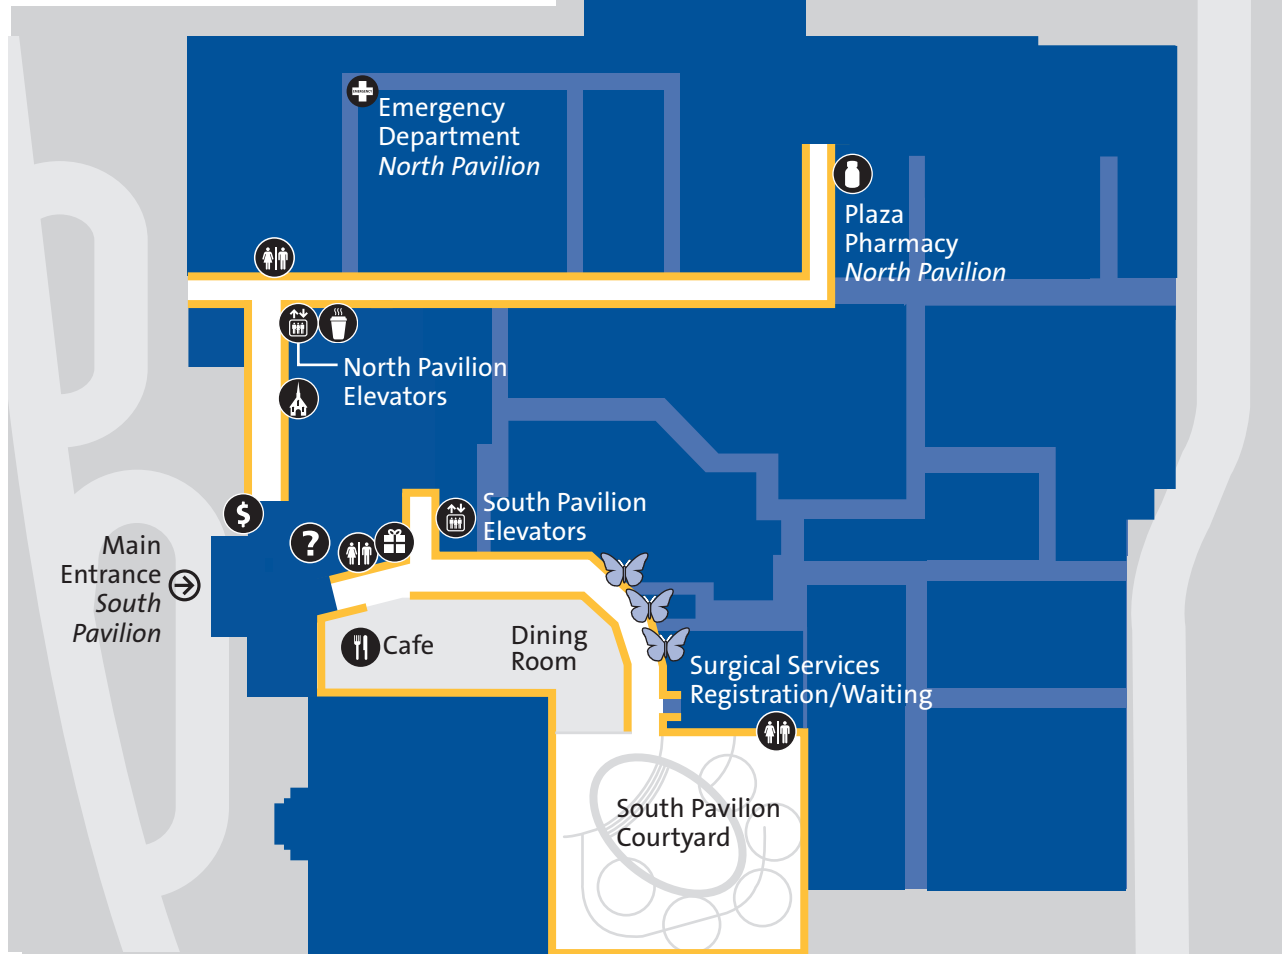 EMERGENCY
Emergency
Department
North Pavilion
Plaza
Pharmacy
North Pavilion
North Pavilion
Elevators
$
?
South Pavilion
Elevators
Main
Entrance
South
Pavilion
Cafe
Dining
Room
Surgical Services
Registration/Waiting
South Pavilion
Courtyard